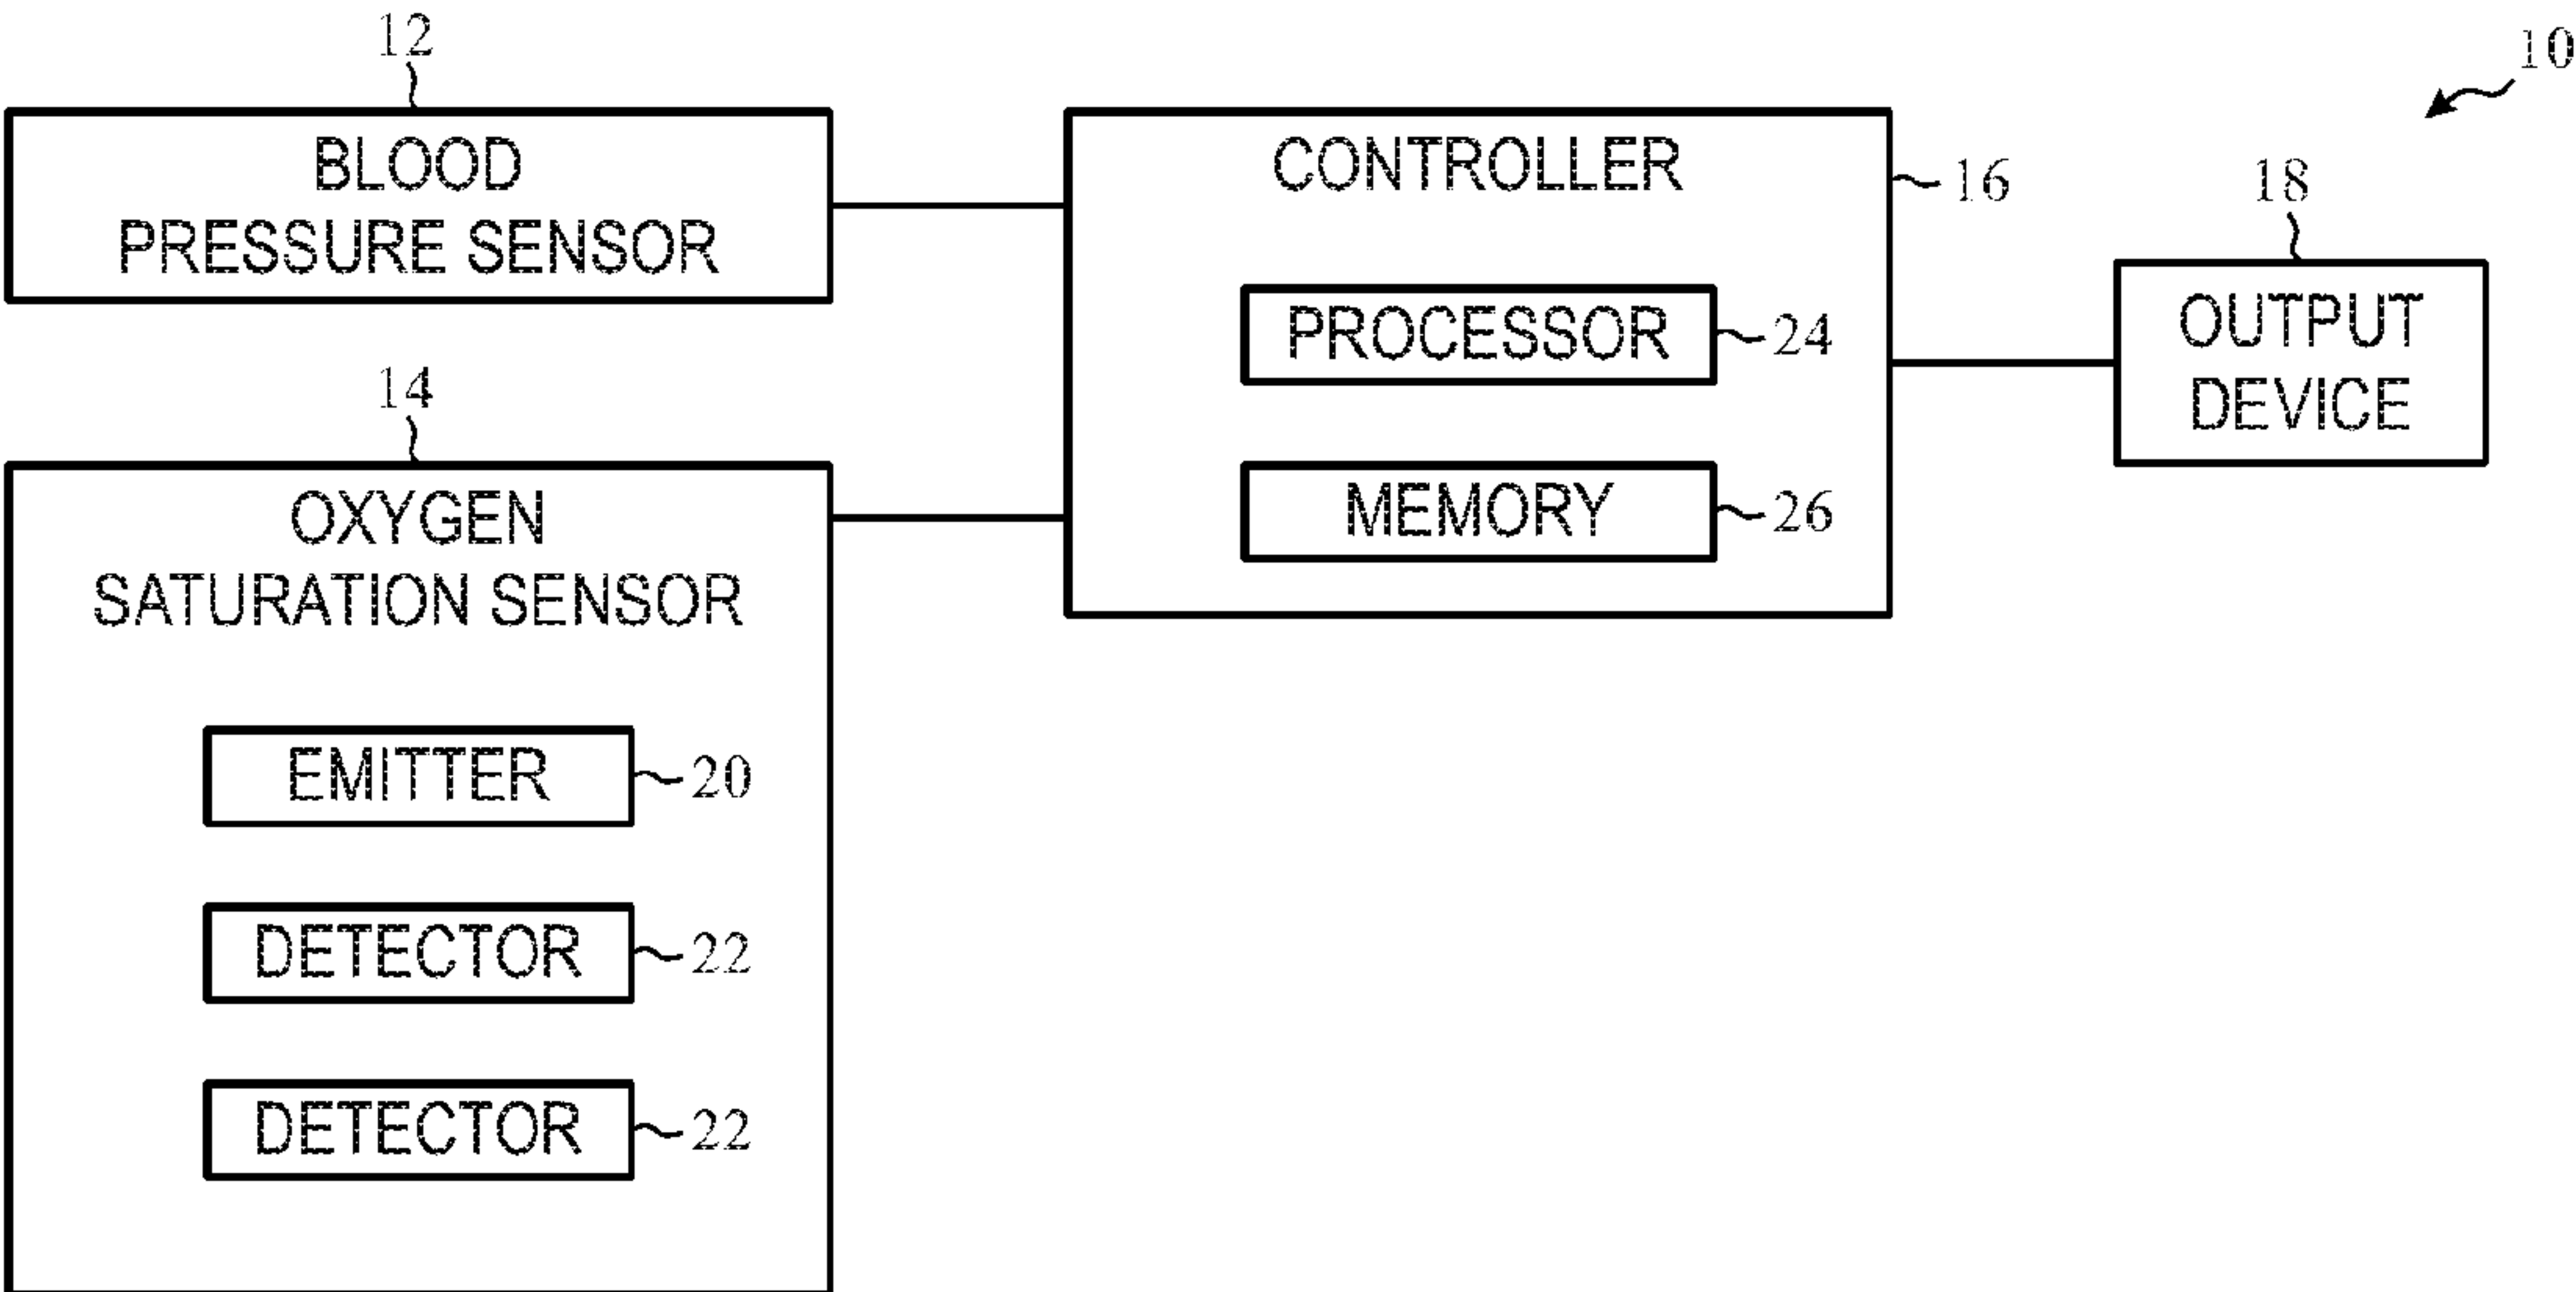 12
BLOOD
PRESSURE SENSOR
14
OXYGEN
SATURATION SENSOR
EMITTER
20
DETECTOR
22
DETECTOR
22
CONTROLLER
16
PROCESSOR
24
MEMORY
26
10
18
OUTPUT
DEVICE